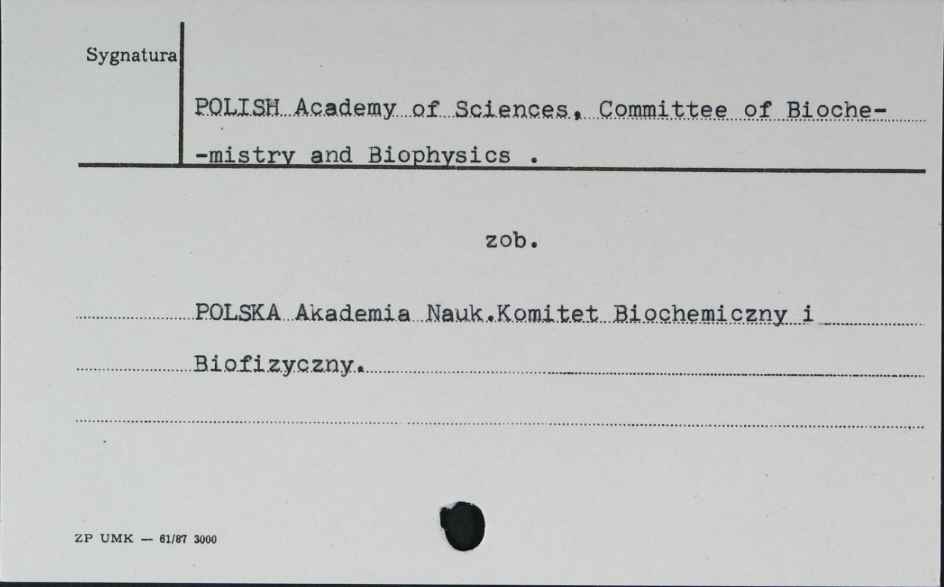 Sygnatura
POLISH Academy of Sciences, Committee of Bioche-
-mistry and Biophysics .
zob.
POLSKA Akademia Nauk.Komitet Biochemiczny i
Biofizyczny.
ZP UMK — 61/87 3000